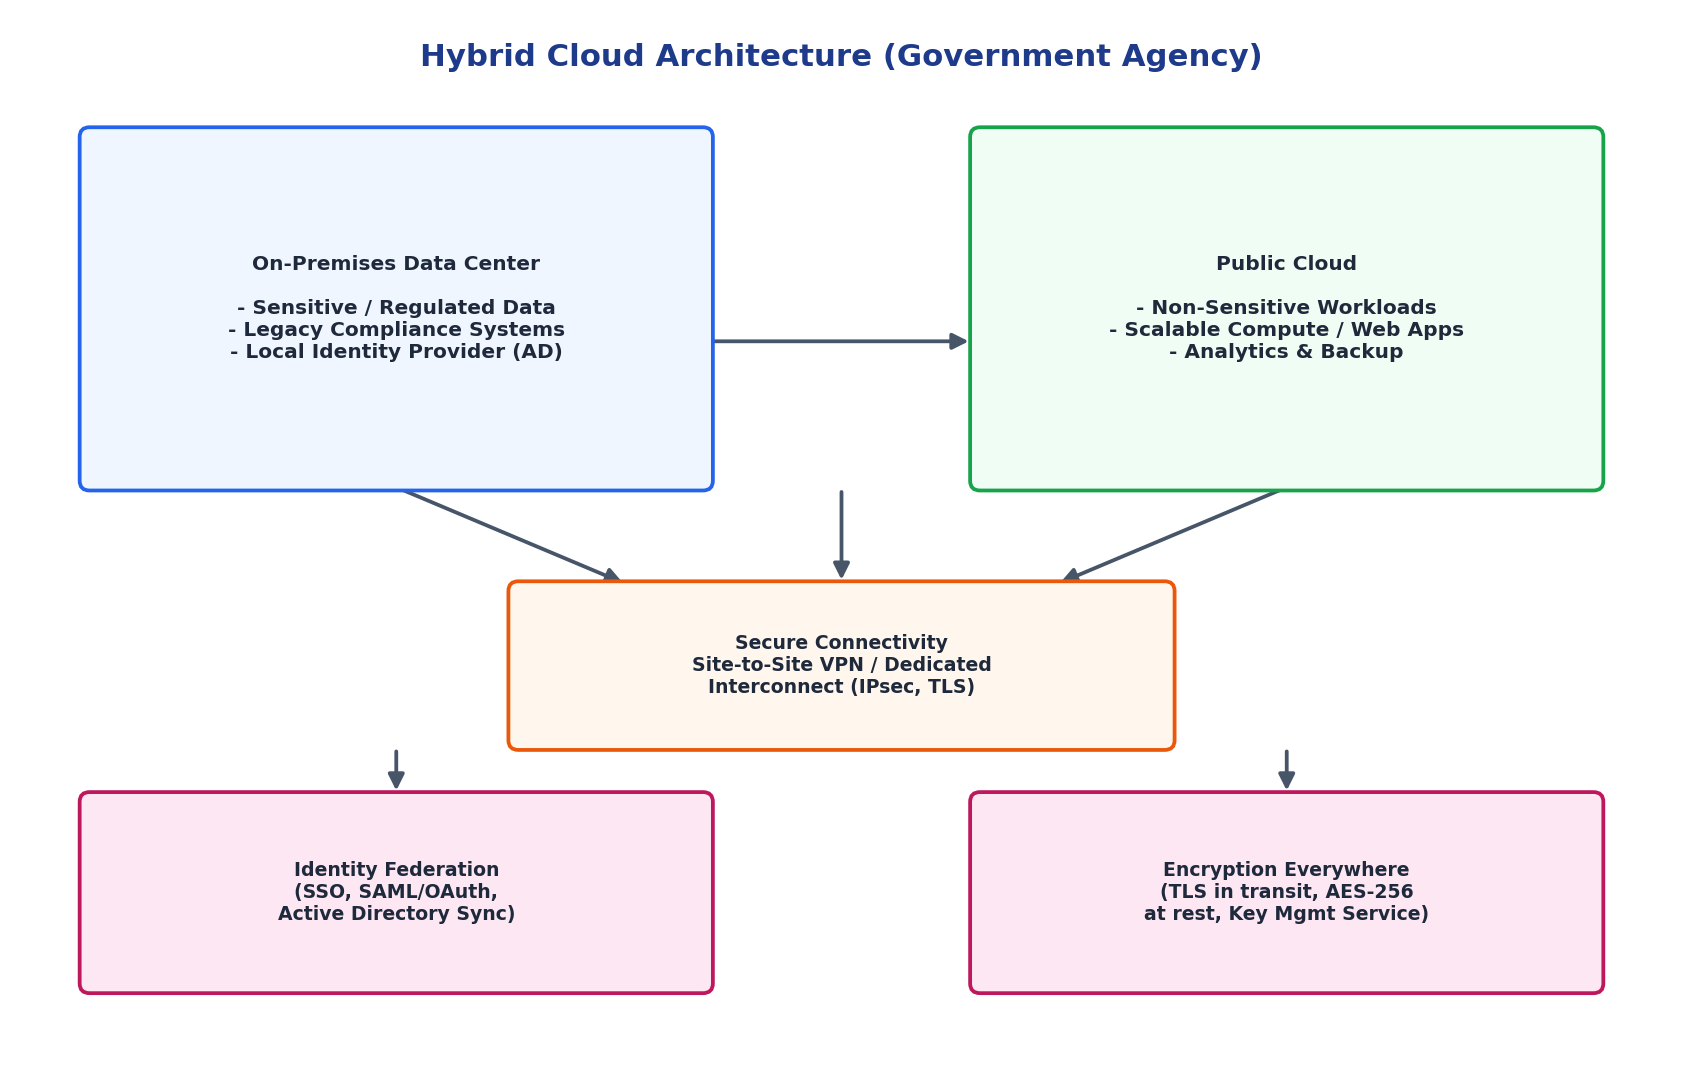 Hybrid Cloud Architecture (Government Agency)
On-Premises Data Center
- Sensitive / Regulated Data
- Legacy Compliance Systems
- Local Identity Provider (AD)
Public Cloud
- Non-Sensitive Workloads
- Scalable Compute / Web Apps
- Analytics & Backup
Secure Connectivity
Site-to-Site VPN / Dedicated
Interconnect (IPsec, TLS)
Identity Federation
(SSO, SAML/OAuth,
Active Directory Sync)
Encryption Everywhere
(TLS in transit, AES-256
at rest, Key Mgmt Service)